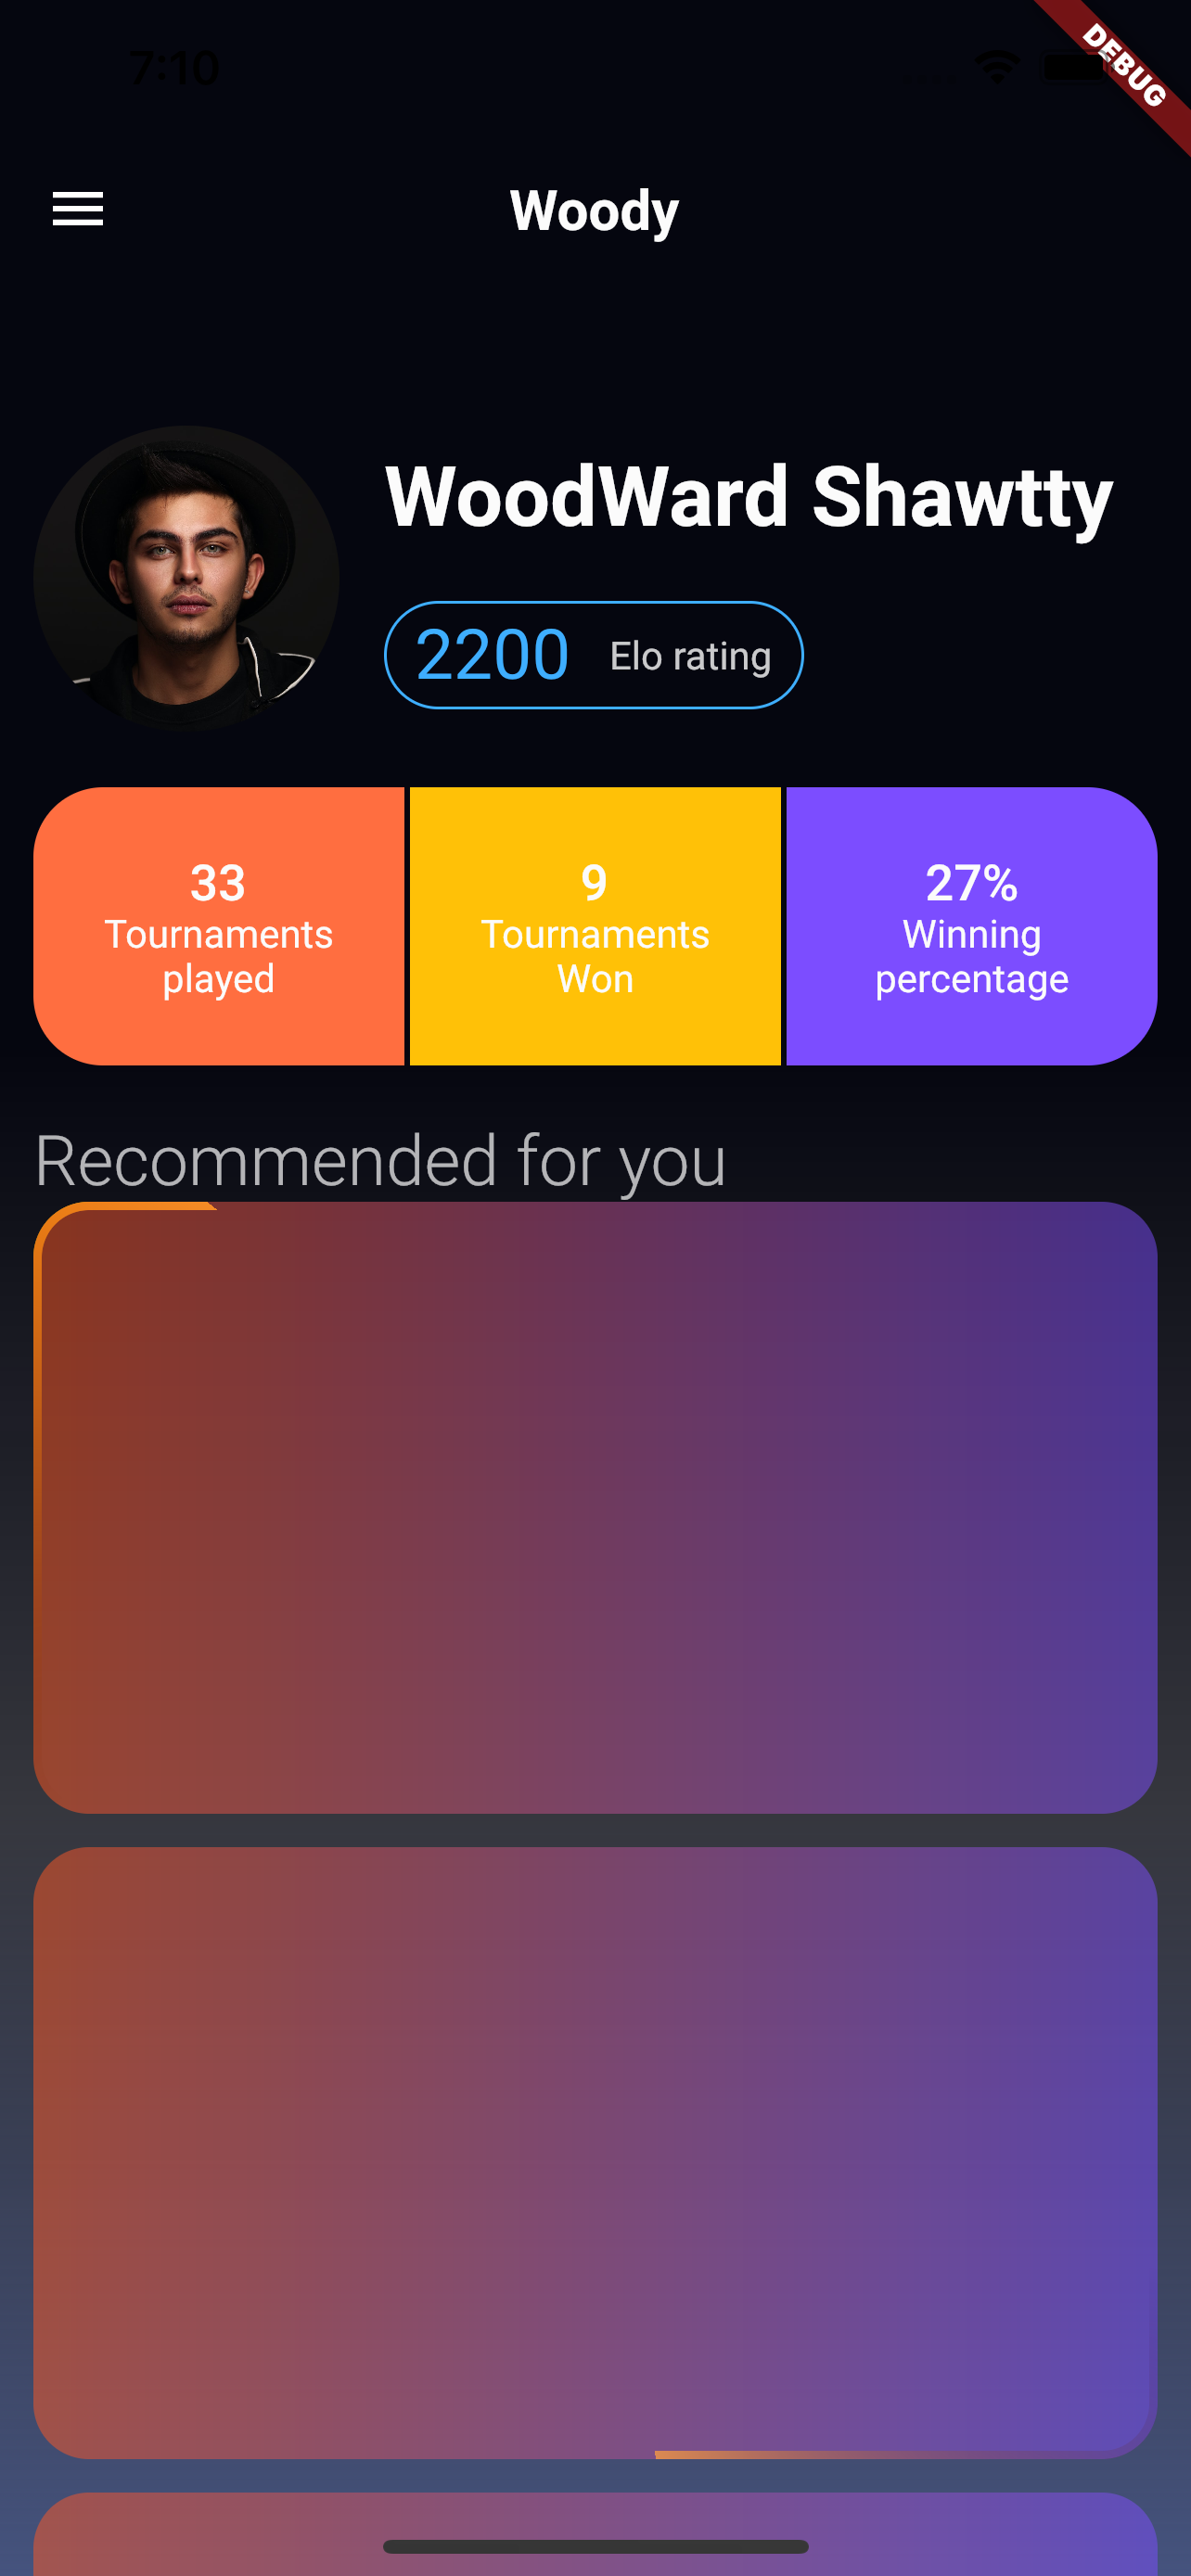 7:10
DEBUG
Woody
WoodWard Shawtty
2200 Elo rating
33
Tournaments
played
9
Tournaments
Won
27%
Winning
percentage
Recommended for you